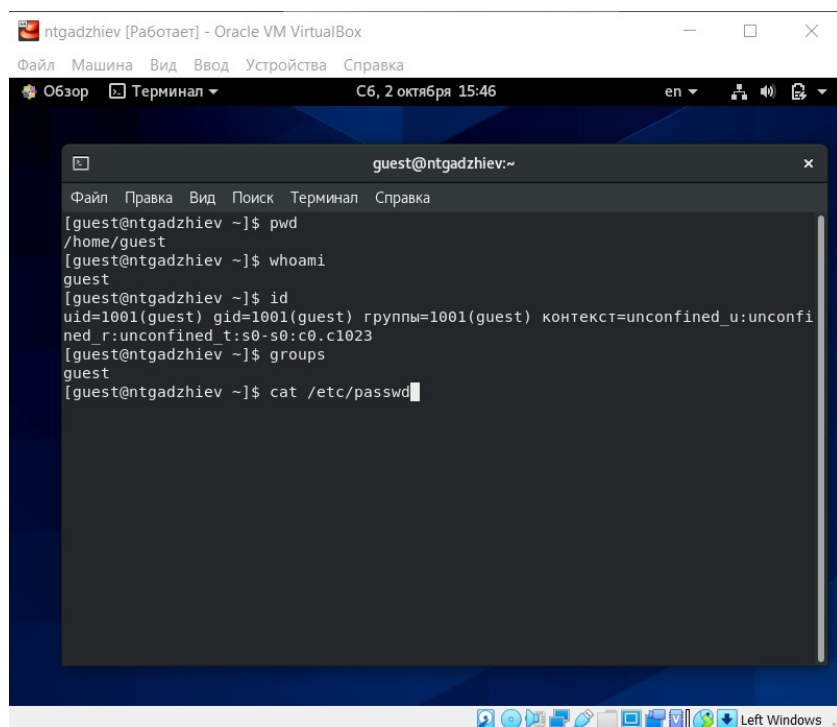 ntgadzhiev [Работает] - Oracle VM VirtualBox
Файл Машина Вид Ввод Устройства Справка
Обзор Терминал Сб, 2 октября 15:46 en
guest@ntgadzhiev:~
Файл Правка Вид Поиск Терминал Справка
[guest@ntgadzhiev ~]$ pwd
/home/guest
[guest@ntgadzhiev ~]$ whoami
guest
[guest@ntgadzhiev ~]$ id
uid=1001(guest) gid=1001(guest) группы=1001(guest) контекст=unconfined_u:unconfi
ned_r:unconfined_t:s0-s0:c0.c1023
[guest@ntgadzhiev ~]$ groups
guest
[guest@ntgadzhiev ~]$ cat /etc/passwd
Left Windows